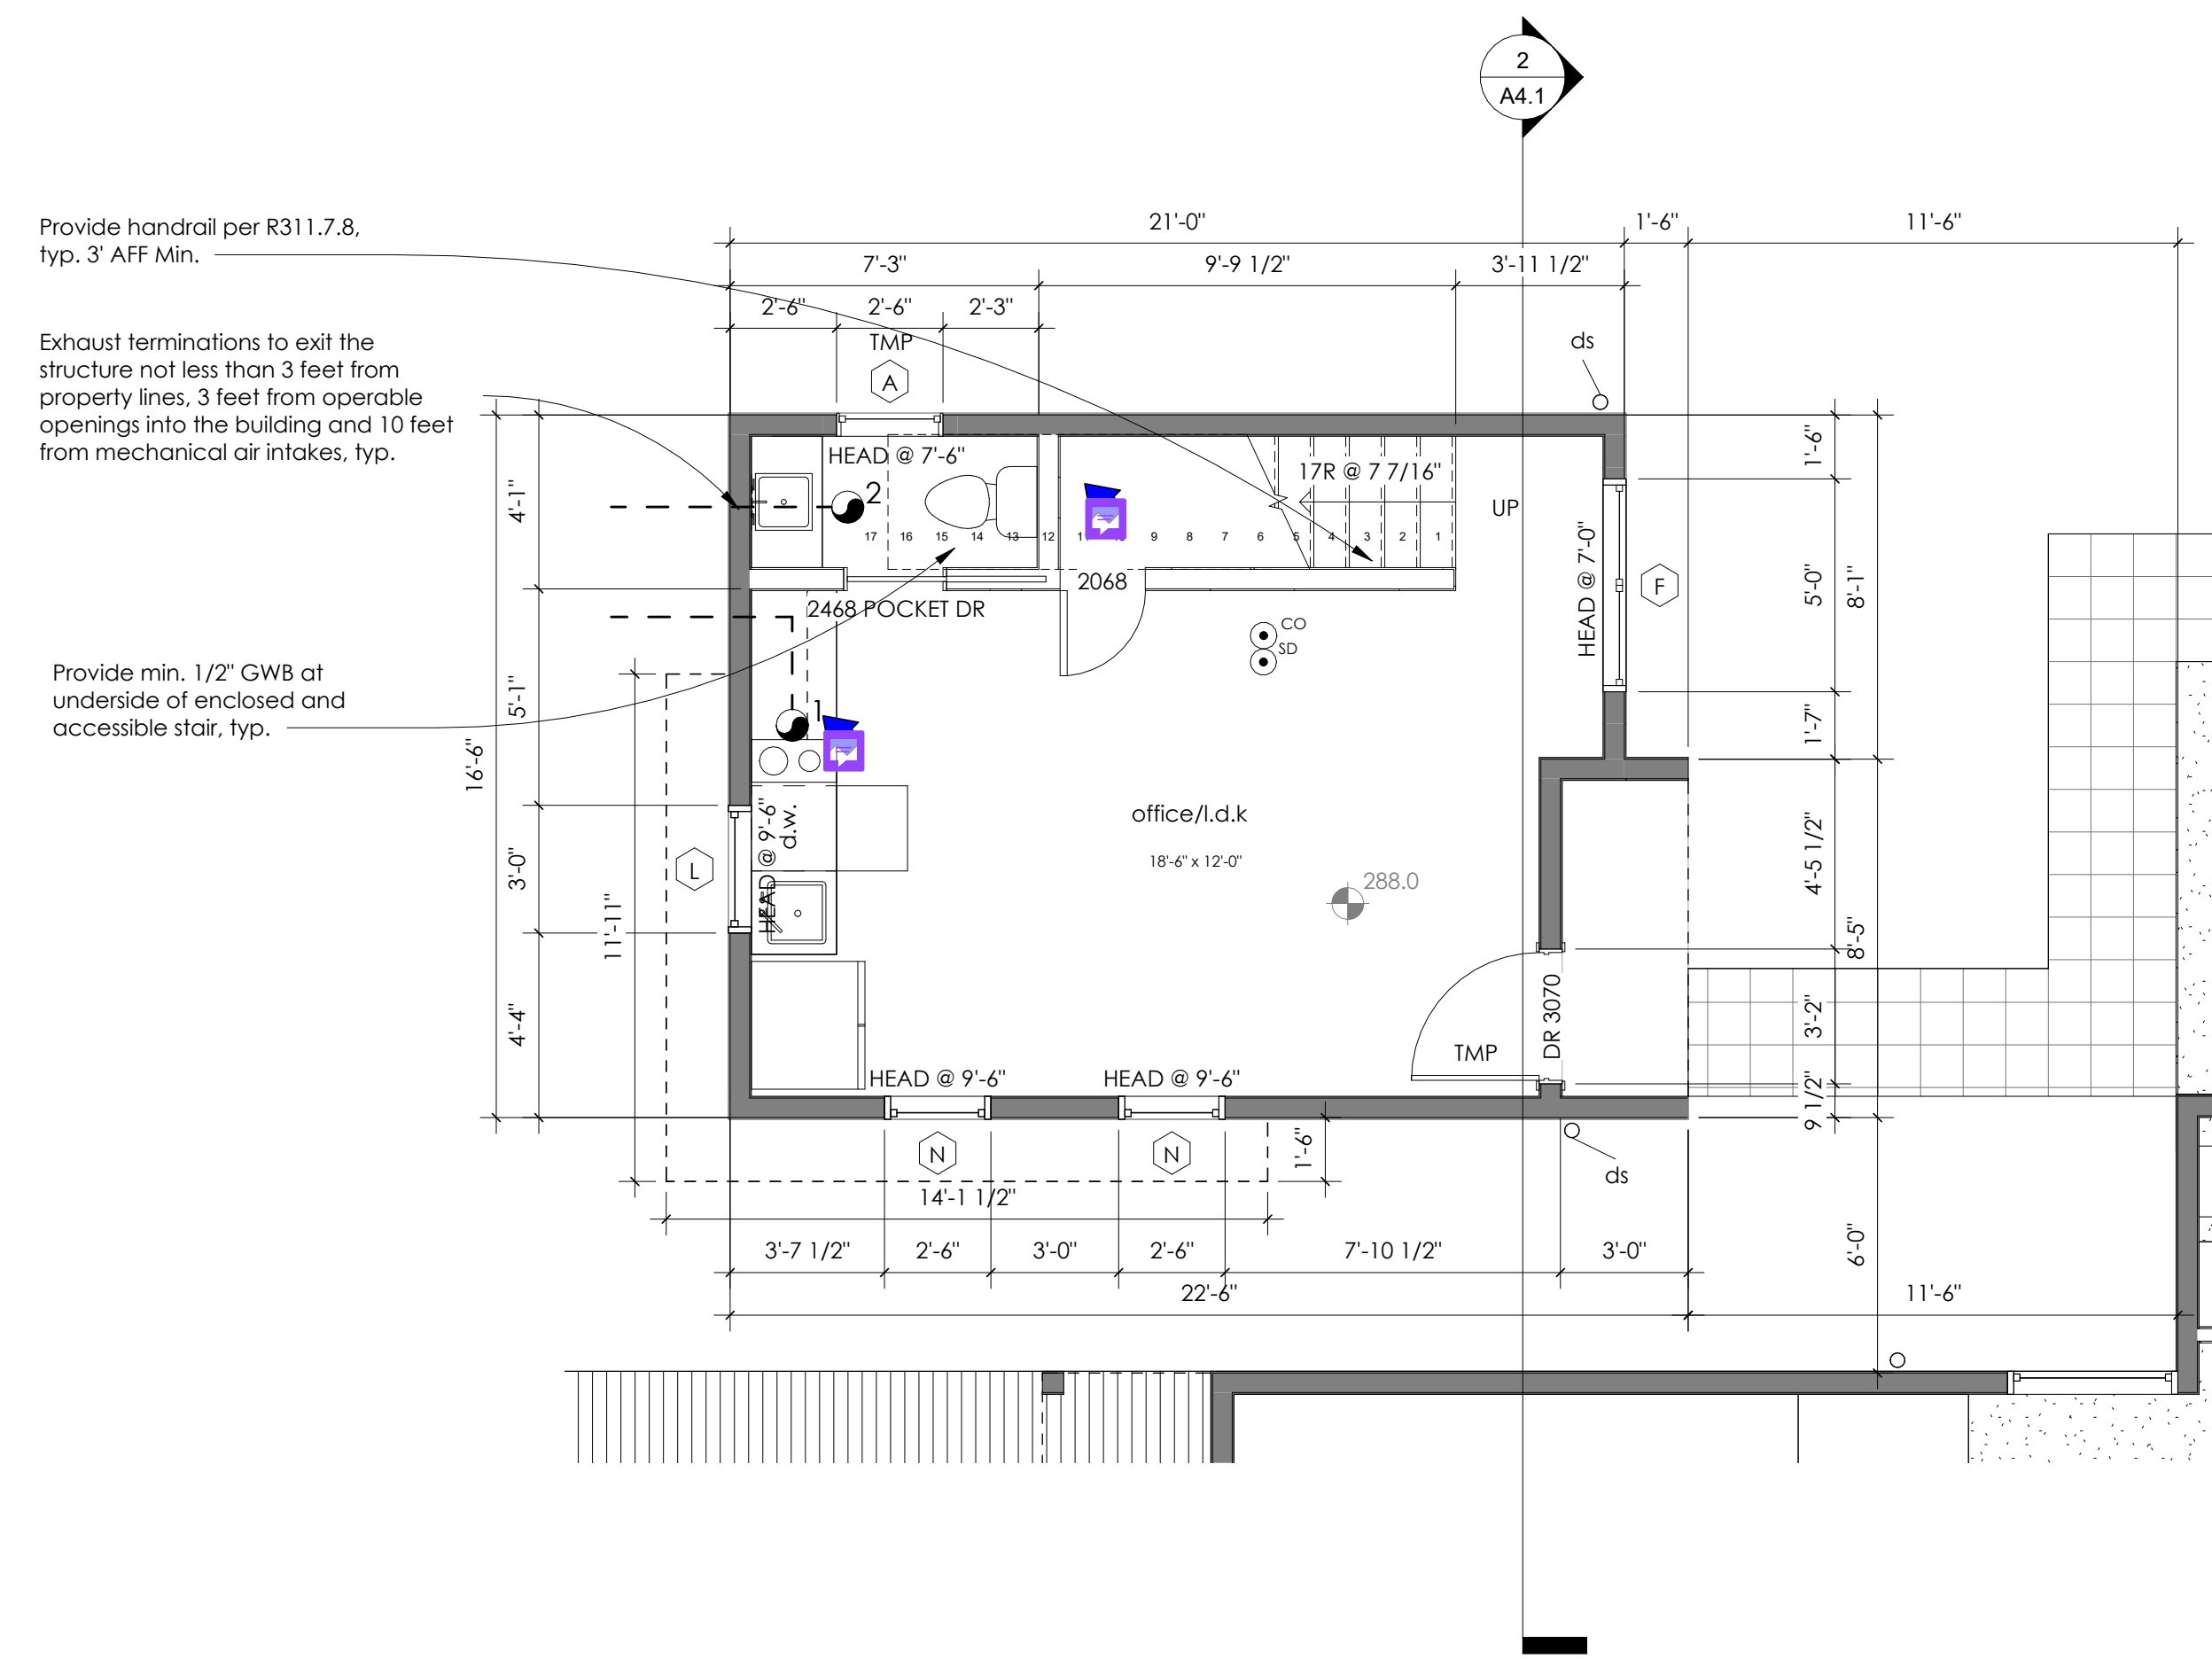 2
A4.1
21'-0"
1'-6"
11'-6"
7'-3"
9'-9 1/2"
3'-11 1/2"
2'-6"
2'-6"
2'-3"
TMP
A
ds
Provide handrail per R311.7.8,
typ. 3' AFF Min.
Exhaust terminations to exit the
structure not less than 3 feet from
property lines, 3 feet from operable
openings into the building and 10 feet
from mechanical air intakes, typ.
Provide min. 1/2" GWB at
underside of enclosed and
accessible stair, typ.
HEAD @ 7'-6"
2
17R @ 7 7/16"
UP
17 16 15 14 13 12 9 8 7 6 5 4 3 2 1
2068
2468 POCKET DR
CO
SD
HEAD @ 7'-0"
F
1'-6"
5'-0"
8'-1"
1'-7"
4'-1"
5'-1"
16'-6"
3'-0"
11'-11"
4'-4"
1
L
HEAD @ 9'-6"
d.w.
office/l.d.k
18'-6" x 12'-0"
288.0
4'-5 1/2"
8'-5"
3'-2"
9 1/2"
DR 3070
TMP
HEAD @ 9'-6"
HEAD @ 9'-6"
N
N
1'-6"
ds
14'-1 1/2"
3'-7 1/2"
2'-6"
3'-0"
2'-6"
7'-10 1/2"
3'-0"
6'-0"
22'-6"
11'-6"